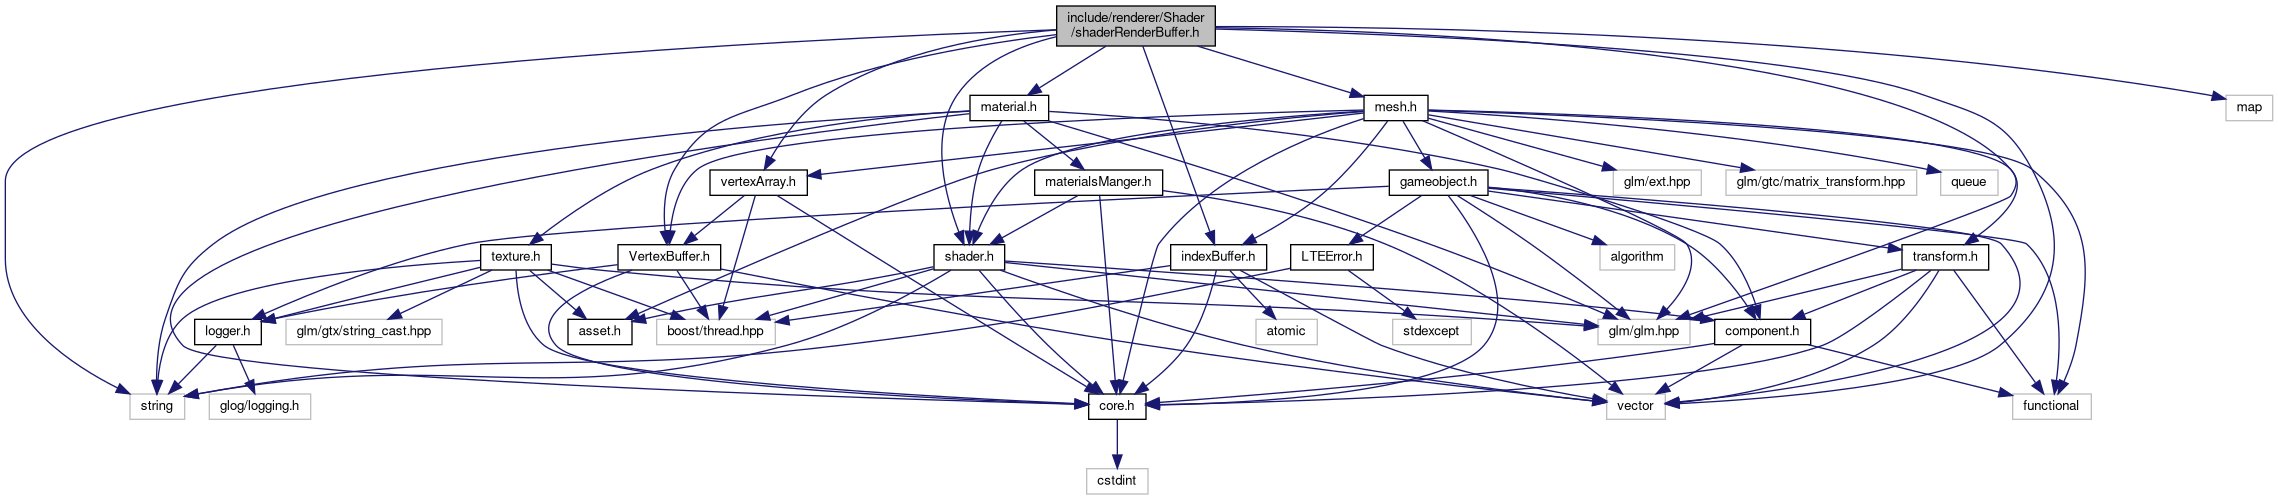 include/renderer/Shader
/shaderRenderBuffer.h
material.h
mesh.h
map
vertexArray.h
materialsManger.h
gameobject.h
glm/ext.hpp
glm/gtc/matrix_transform.hpp
queue
texture.h
VertexBuffer.h
shader.h
indexBuffer.h
LTEError.h
algorithm
transform.h
logger.h
glm/gtx/string_cast.hpp
asset.h
boost/thread.hpp
atomic
stdexcept
glm/glm.hpp
component.h
string
glog/logging.h
core.h
vector
functional
cstdint